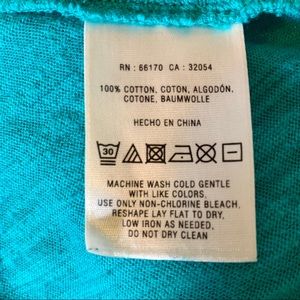 RN : 66170 CA : 32054
100% COTTON, COTON, ALGODÓN,
COTONE, BAUMWOLLE
HECHO EN CHINA
30
MACHINE WASH COLD GENTLE
WITH LIKE COLORS,
USE ONLY NON-CHLORINE BLEACH.
RESHAPE LAY FLAT TO DRY,
LOW IRON AS NEEDED,
DO NOT DRY CLEAN